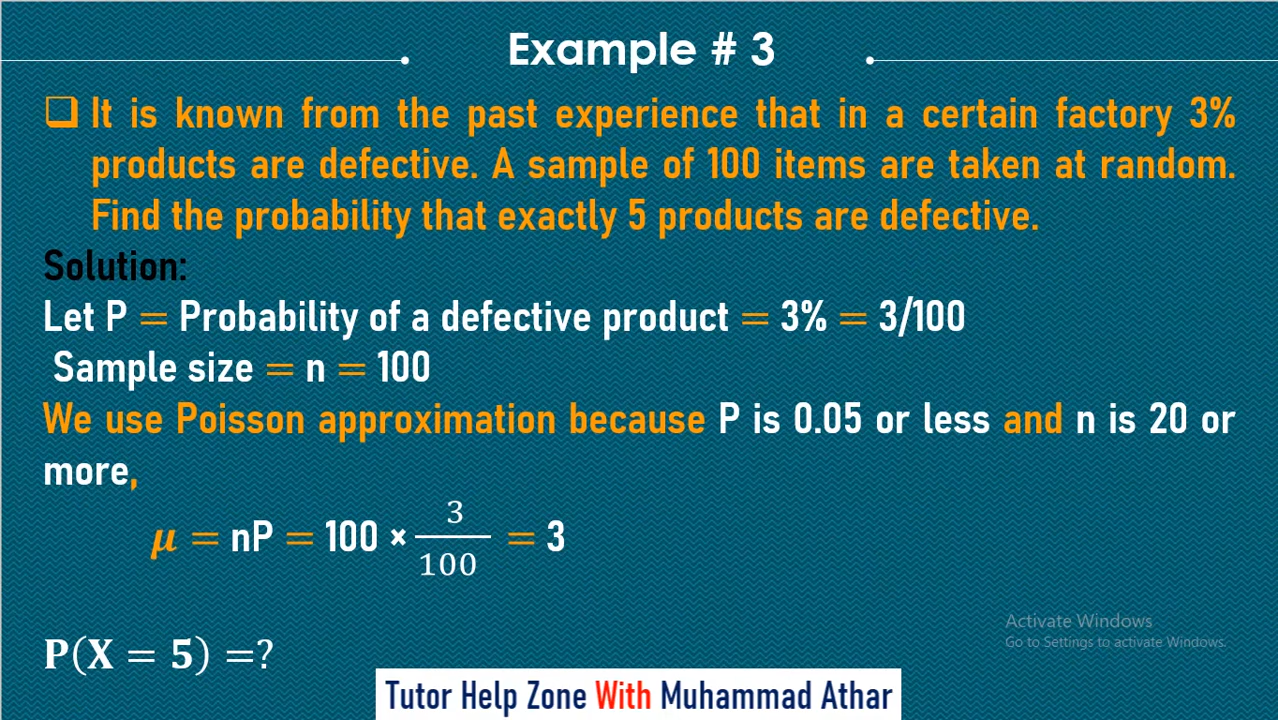 Example # 3
❑ It is known from the past experience that in a certain factory 3%
products are defective. A sample of 100 items are taken at random.
Find the probability that exactly 5 products are defective.
Solution:
Let P = Probability of a defective product = 3% = 3/100
Sample size = n = 100
We use Poisson approximation because P is 0.05 or less and n is 20 or
more,
μ = nP = 100 × 3/100 = 3
P(X = 5) =?
Activate Windows
Go to Settings to activate Windows.
Tutor Help Zone With Muhammad Athar